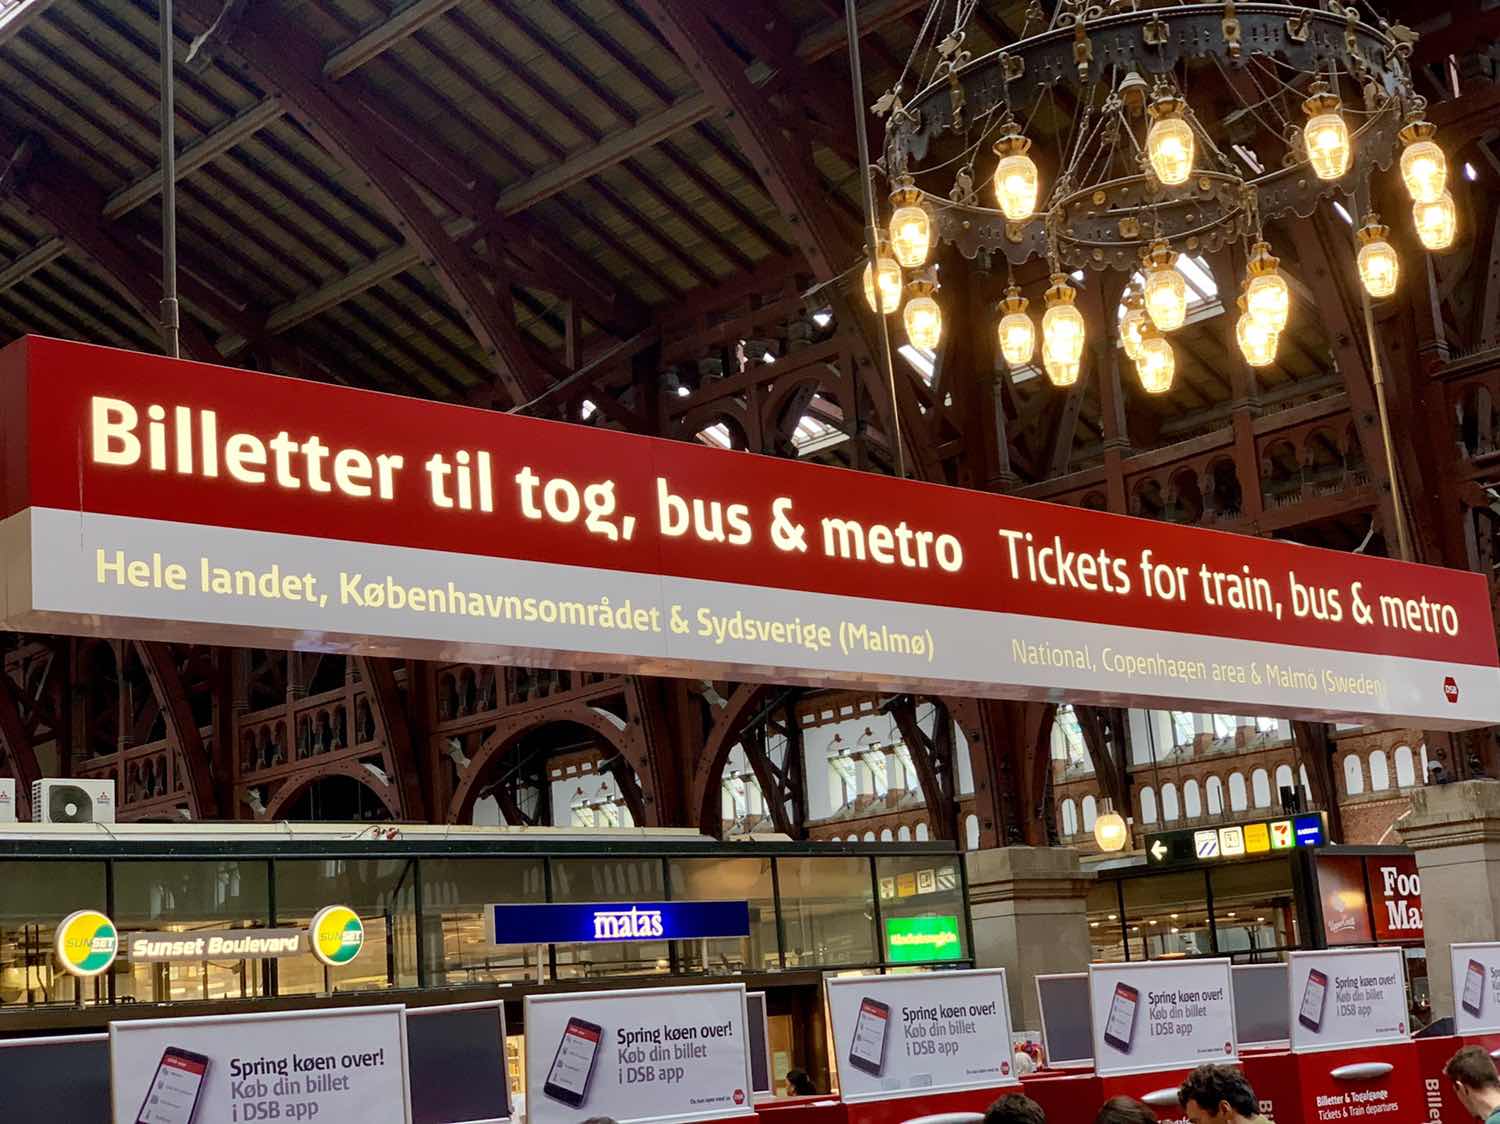 Billetter til tog, bus & metro
Hele landet, Københavnsområdet & Sydsverige (Malmø)
Tickets for train, bus & metro
National, Copenhagen area & Malmö (Sweden)
DSB
SUNSET
Sunset Boulevard
SUNSET
matas
Foo
Ma
Spring køen over!
Køb din billet
i DSB app
Spring køen over!
Køb din billet
i DSB app
Spring køen over!
Køb din billet
i DSB app
Spring køen over!
Køb din billet
i DSB app
Spring køen over!
Køb din billet
i DSB app
Billetter & Togafgange
Tickets & Train departures
Billet